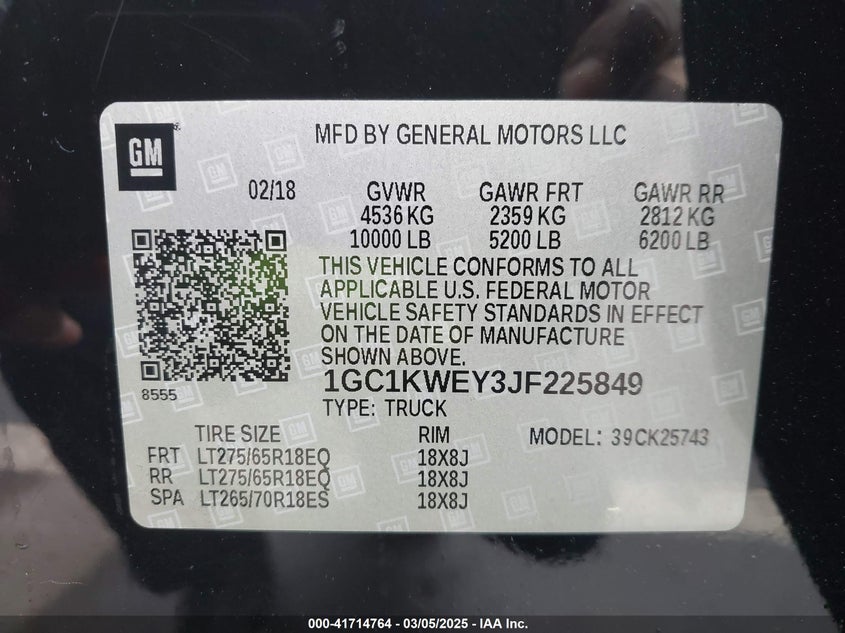 GM
MFD BY GENERAL MOTORS LLC
02/18 GVWR GAWR FRT GAWR RR
4536 KG 2359 KG 2812 KG
10000 LB 5200 LB 6200 LB
THIS VEHICLE CONFORMS TO ALL
APPLICABLE U.S. FEDERAL MOTOR
VEHICLE SAFETY STANDARDS IN EFFECT
ON THE DATE OF MANUFACTURE
SHOWN ABOVE.
8555
1GC1KWEY3JF225849
TYPE: TRUCK
TIRE SIZE RIM MODEL: 39CK25743
FRT LT275/65R18EQ 18X8J
RR LT275/65R18EQ 18X8J
SPA LT265/70R18ES 18X8J
000-41714764 — 03/05/2025 — IAA Inc.